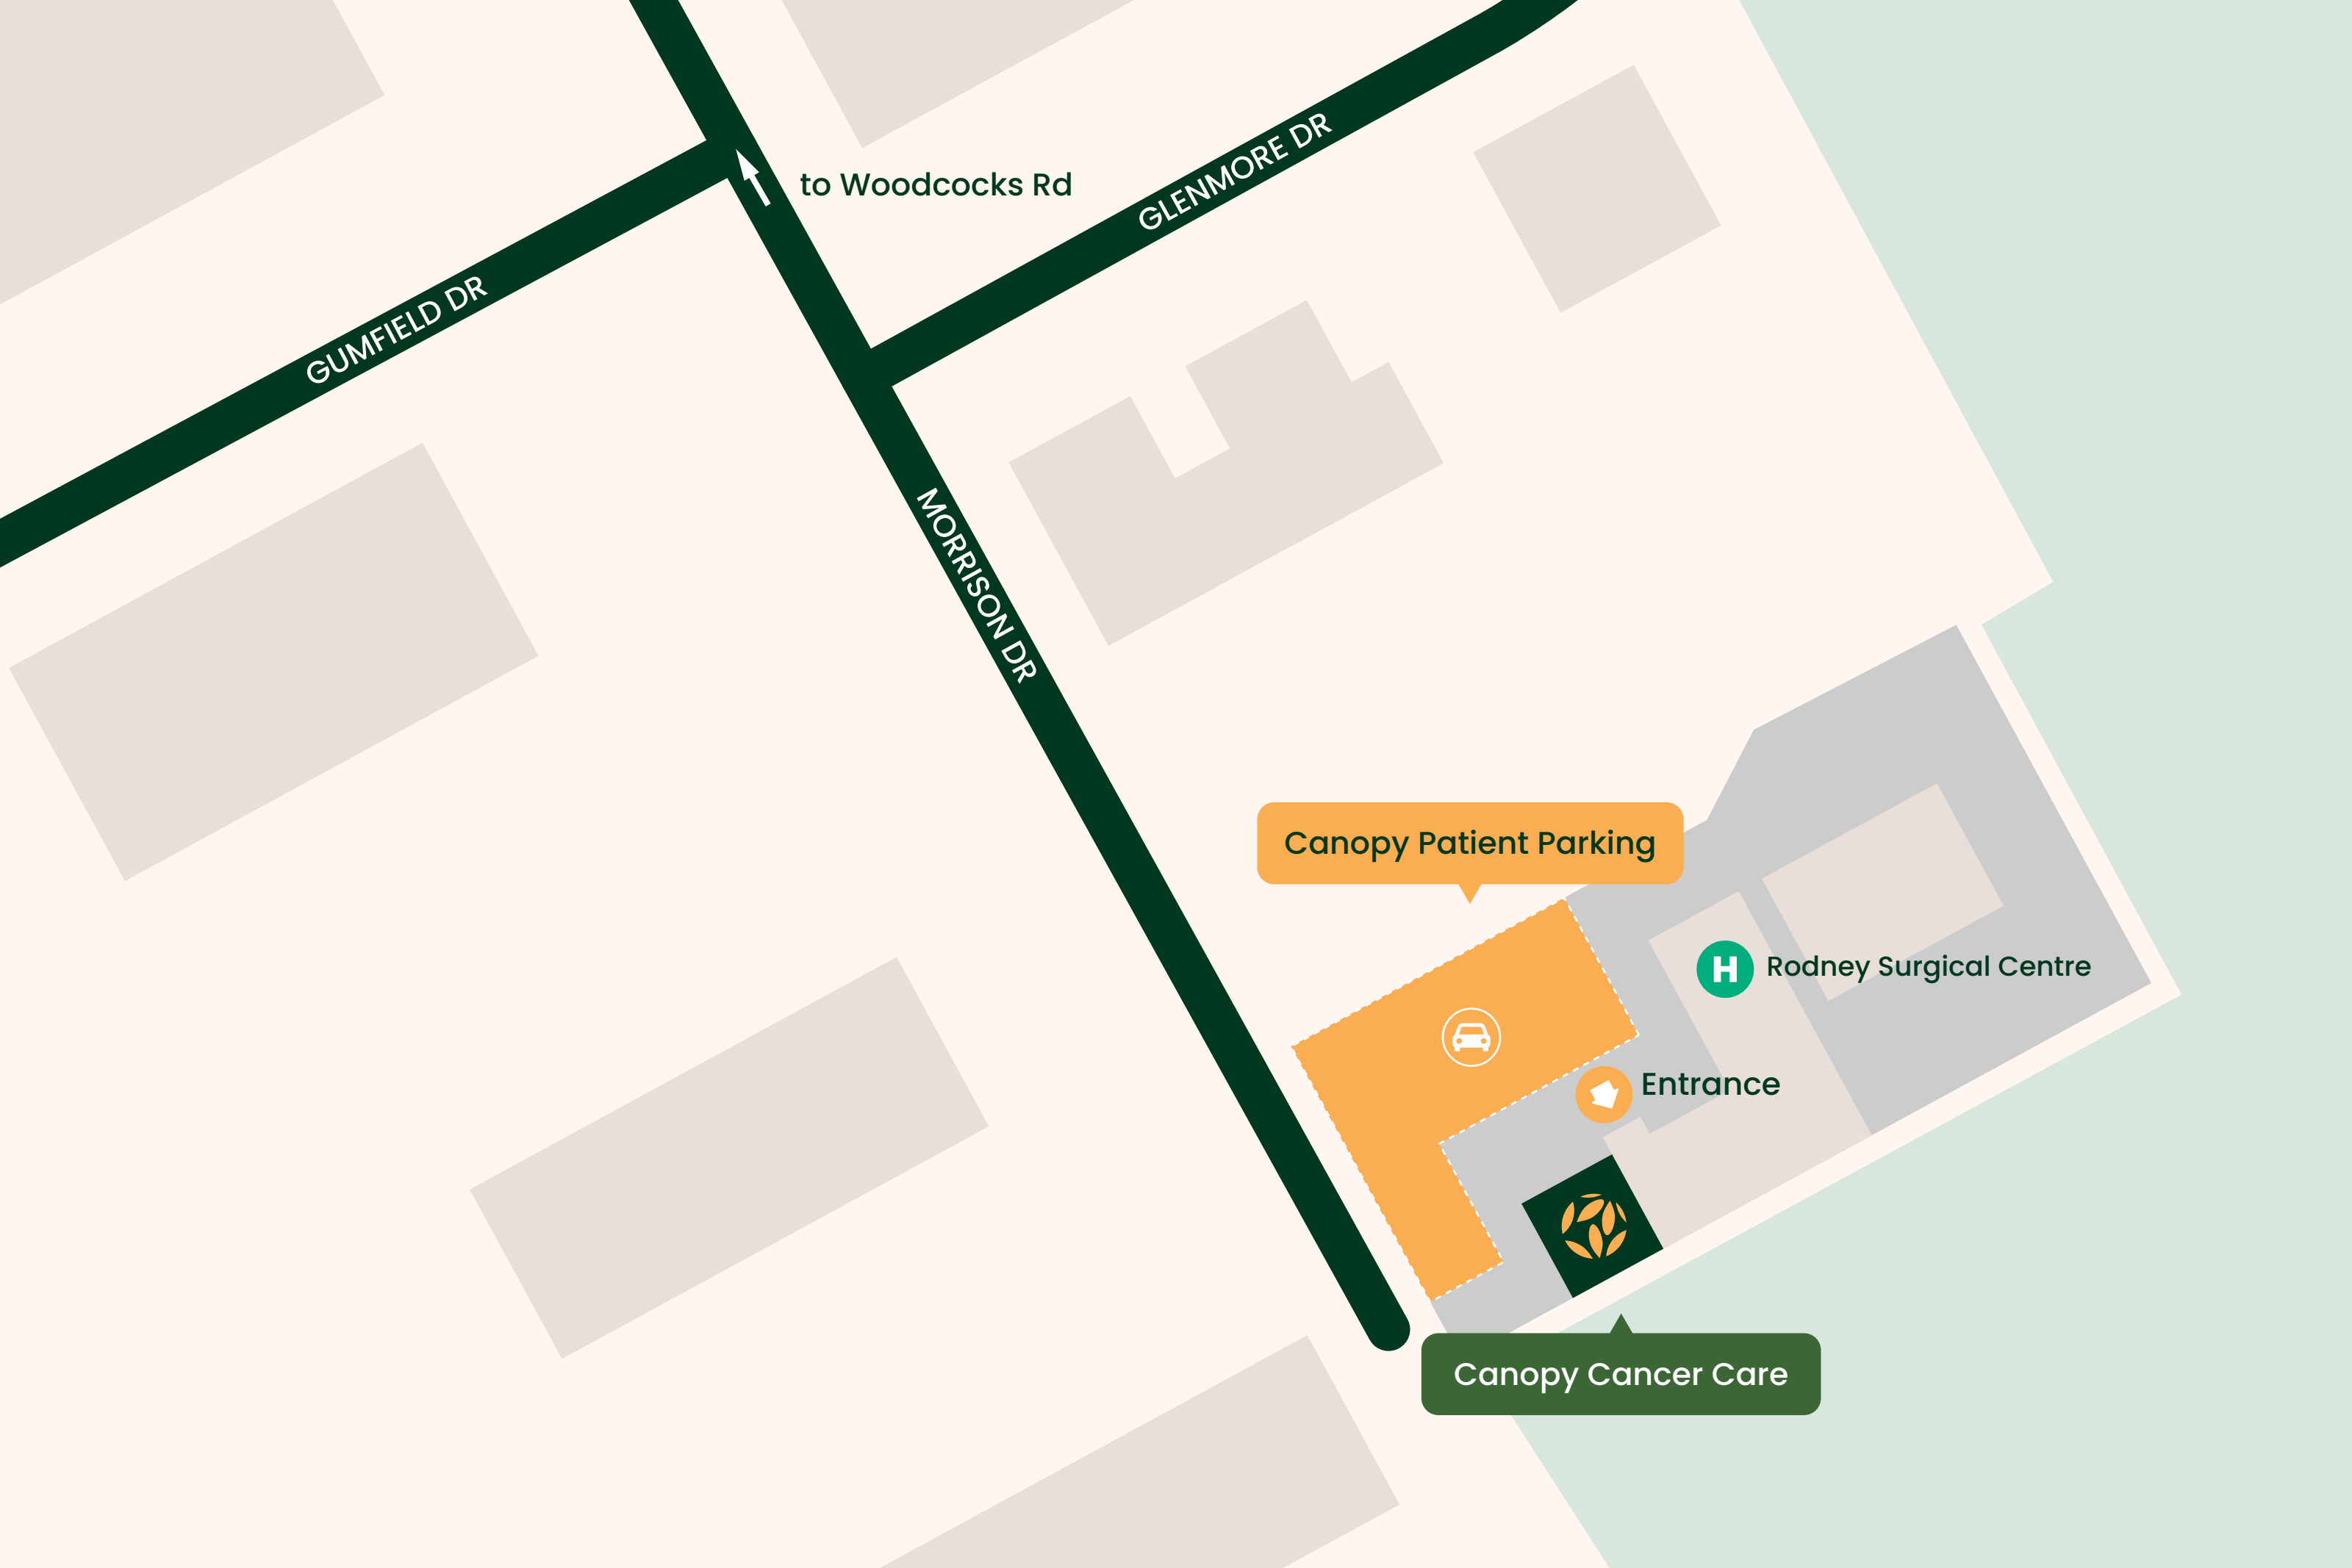 to Woodcocks Rd
GLENMORE DR
GUMFIELD DR
MORRISON DR
Canopy Patient Parking
H Rodney Surgical Centre
Entrance
Canopy Cancer Care